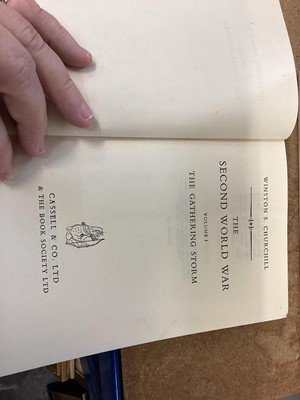 WINSTON S. CHURCHILL
THE
SECOND WORLD WAR
VOLUME I
THE GATHERING STORM
CASSELL & CO. LTD
& THE BOOK SOCIETY LTD